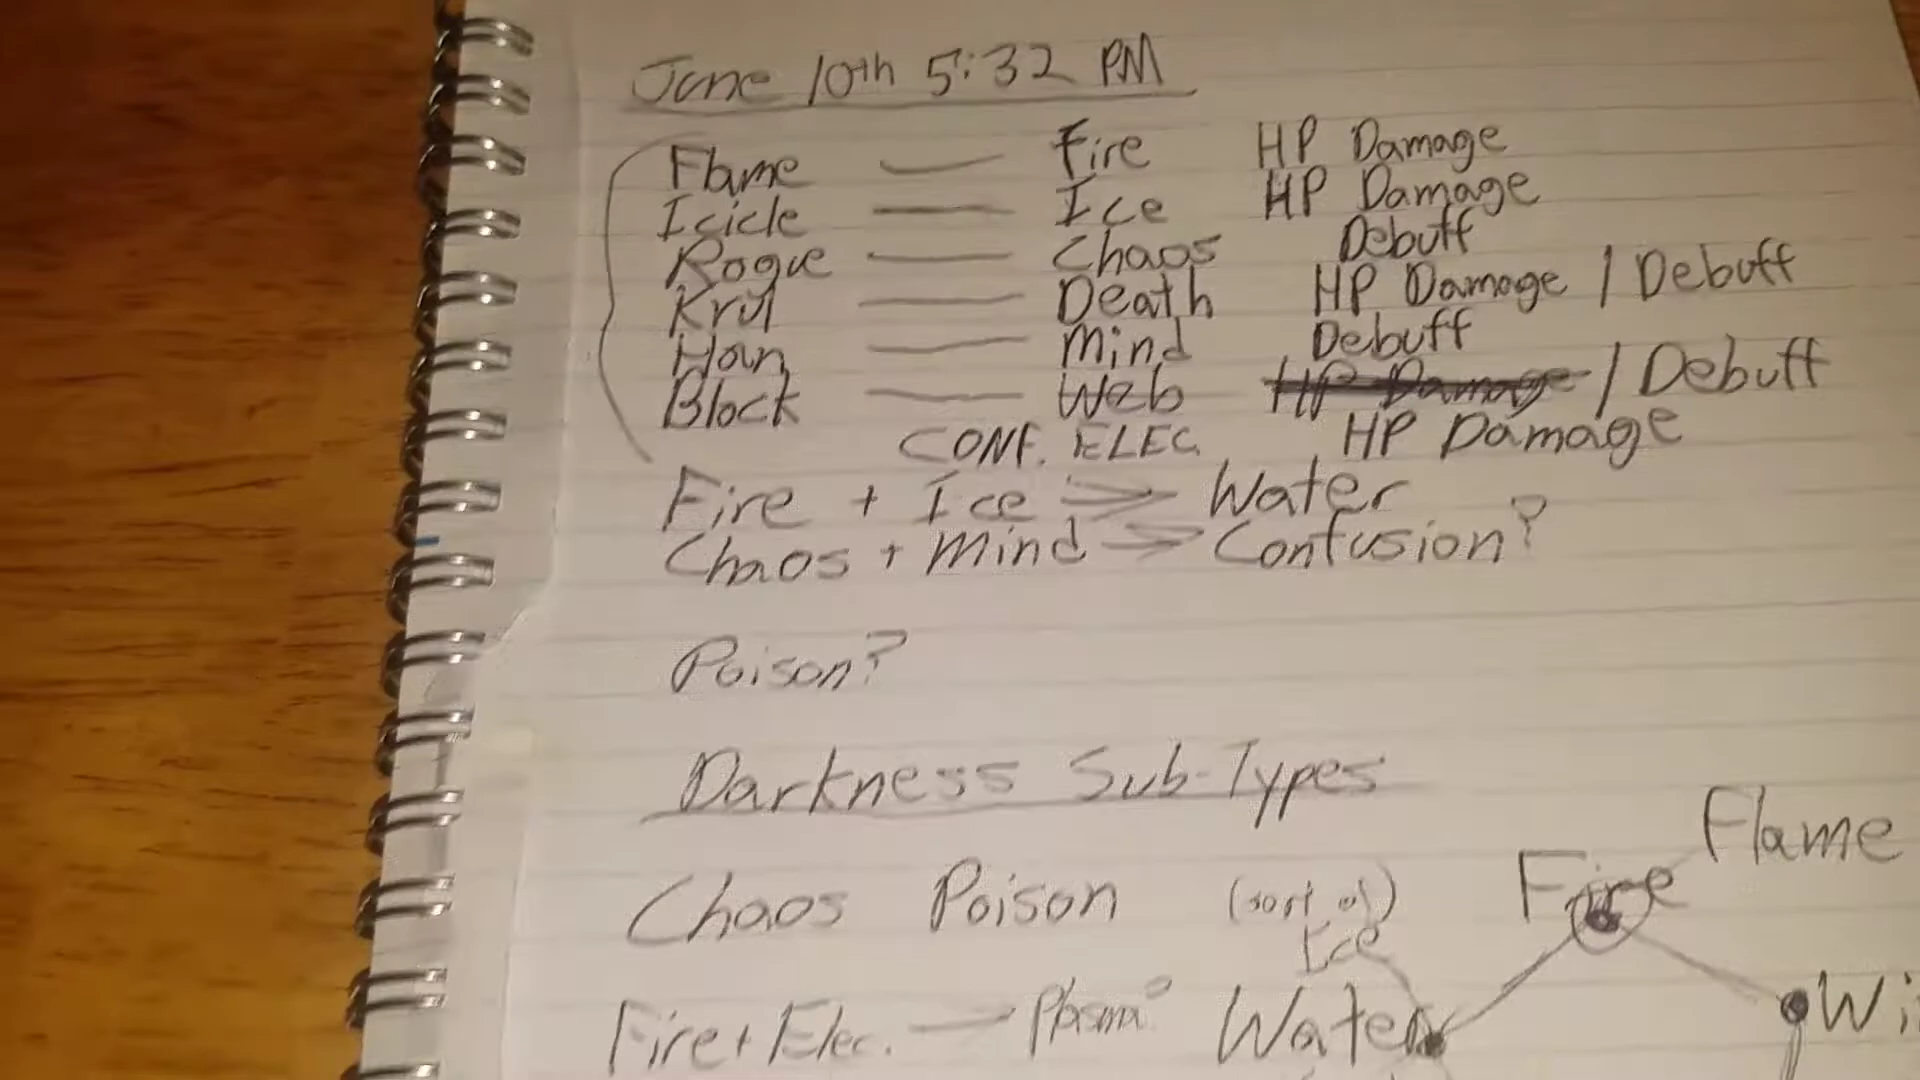 June 10th 5:32 PM
Flame — Fire HP Damage
Icicle — Ice HP Damage
Rogue — Chaos Debuff
Krul — Death HP Damage / Debuff
— Mind Debuff
Block — Web HP Damage / Debuff
CONF. ELEC. HP Damage
Fire + Ice => Water
Chaos + Mind => Confusion?
Poison?
Darkness Sub-Types
Flame
Chaos Poison (sort of) Fire
Ice
Fire + Elec. → Plasma? Water Wi